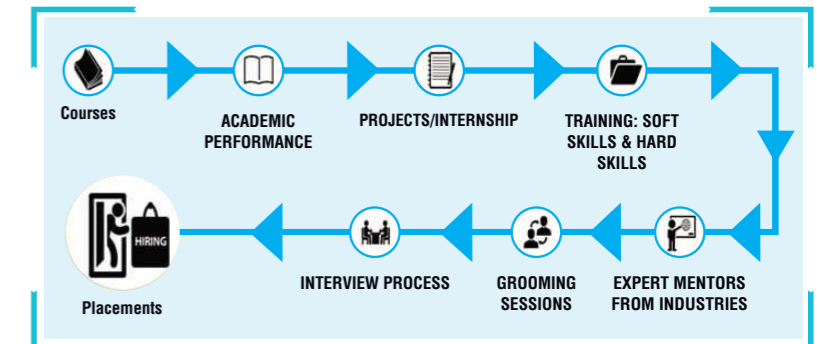 Courses
ACADEMIC
PERFORMANCE
PROJECTS/INTERNSHIP
TRAINING: SOFT
SKILLS & HARD
SKILLS
HIRING
Placements
INTERVIEW PROCESS
GROOMING
SESSIONS
EXPERT MENTORS
FROM INDUSTRIES